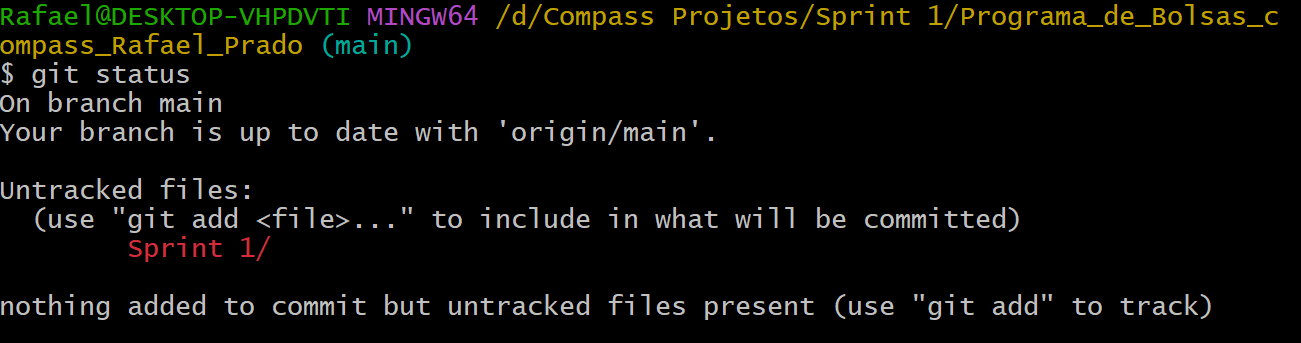 Rafael@DESKTOP-VHPDVTI MINGW64 /d/Compass Projetos/Sprint 1/Programa_de_Bolsas_c
ompass_Rafael_Prado (main)
$ git status
On branch main
Your branch is up to date with 'origin/main'.
Untracked files:
  (use "git add <file>..." to include in what will be committed)
        Sprint 1/
nothing added to commit but untracked files present (use "git add" to track)